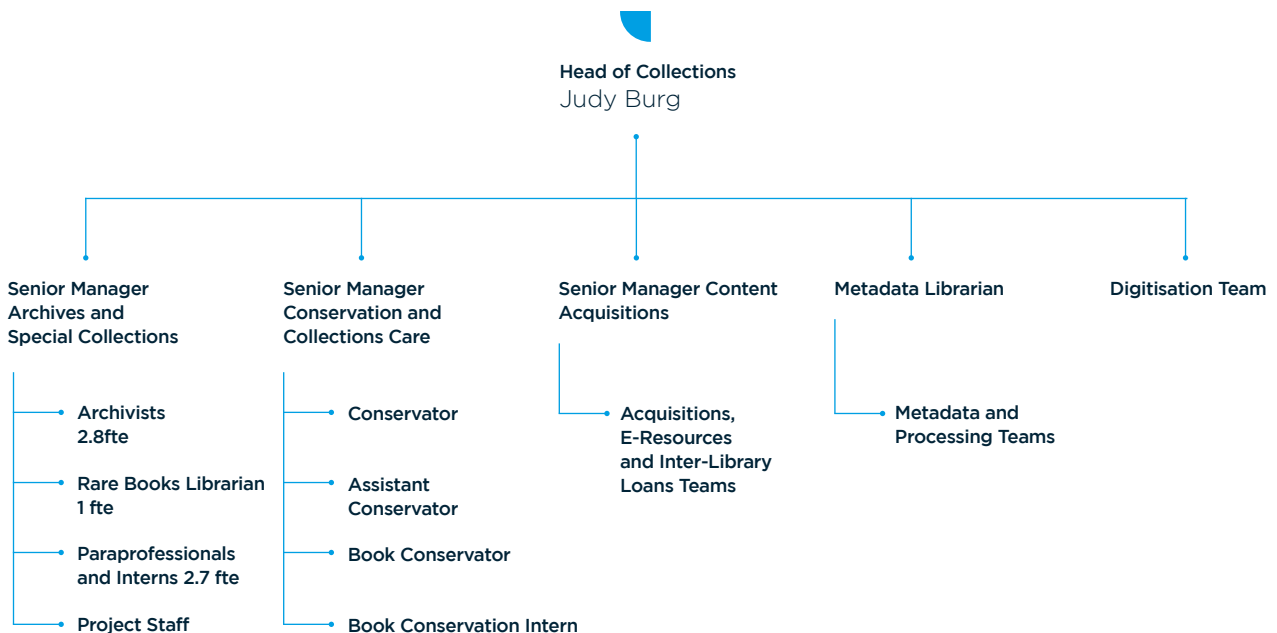 Head of Collections
Judy Burg
Senior Manager
Archives and
Special Collections
Archivists
2.8fte
Rare Books Librarian
1 fte
Paraprofessionals
and Interns 2.7 fte
Project Staff
Senior Manager
Conservation and
Collections Care
Conservator
Assistant
Conservator
Book Conservator
Book Conservation Intern
Senior Manager Content
Acquisitions
Acquisitions,
E-Resources
and Inter-Library
Loans Teams
Metadata Librarian
Metadata and
Processing Teams
Digitisation Team